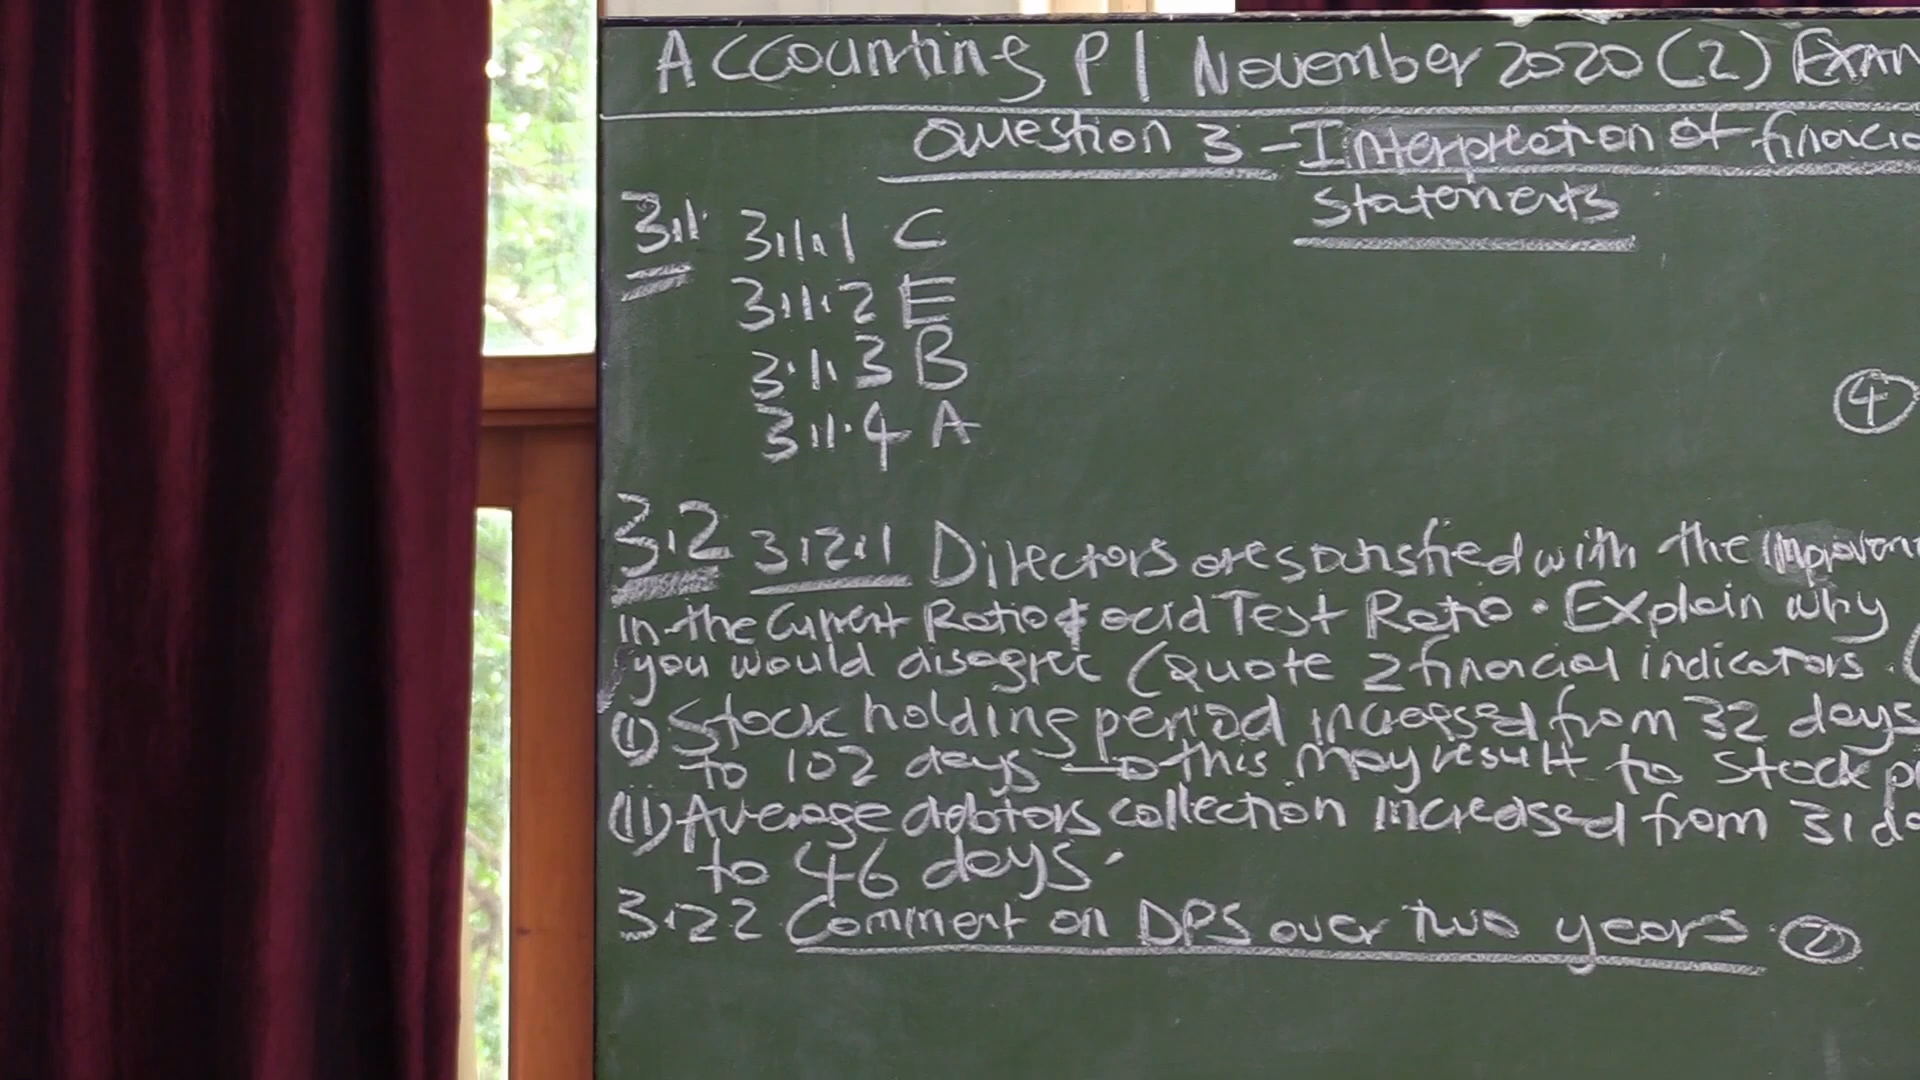 Accounting P1 November 2020 (2) Exam
Question 3 - Interpretation of financia
statements
3.1 3.1.1 C
3.1.2 E
3.1.3 B
3.1.4 A
4
3.2 3.2.1 Directors are satisfied with the improvem
in the Current Ratio & acid Test Ratio. Explain why
you would disagree (Quote 2 financial indicators.
(i) Stock holding period increased from 32 days
to 102 days → this may result to stock p
(ii) Average debtors collection increased from 31 da
to 46 days.
3.2.2 Comment on DPS over two years 2